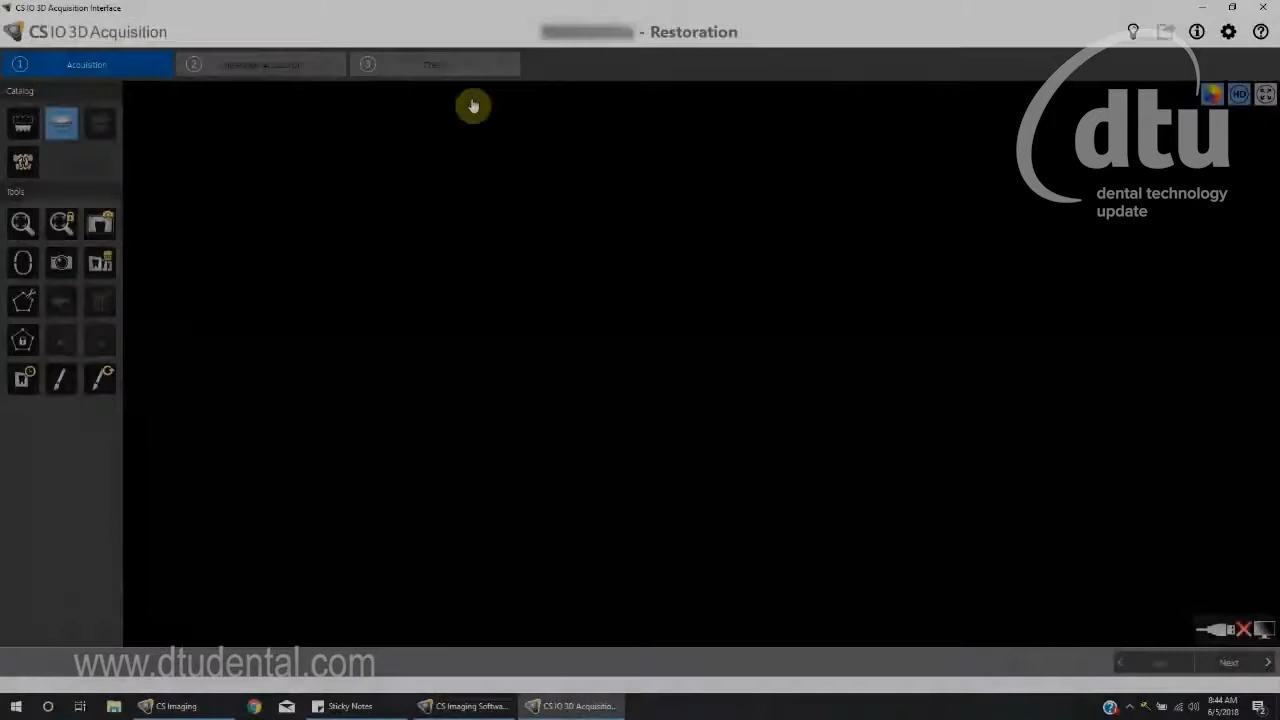 CS IO 3D Acquisition Interface
CS IO 3D Acquisition
- Restoration
1 Acquisition
2
3
Catalog
HD
dtu
dental technology
update
Tools
www.dtudental.com
Next
CS Imaging
Sticky Notes
CS Imaging Softwa...
CS IO 3D Acquisitio...
8:44 AM
6/5/2018
2